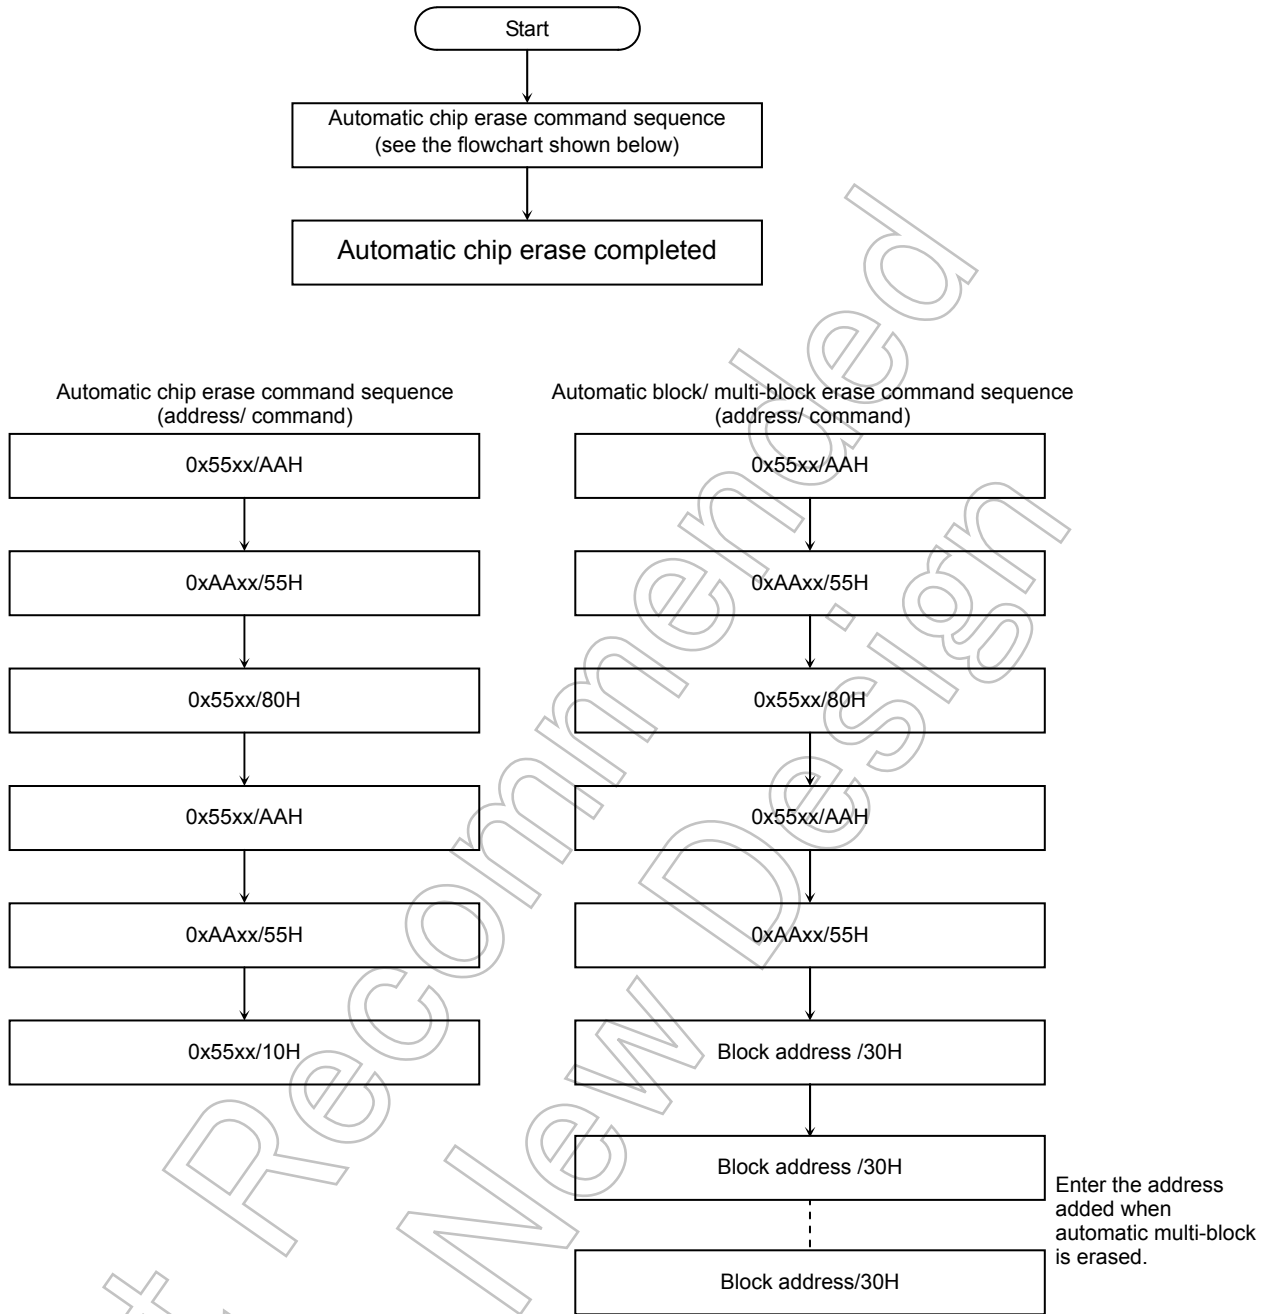 Start
Automatic chip erase command sequence
(see the flowchart shown below)
Automatic chip erase completed
Automatic chip erase command sequence
(address/ command)
0x55xx/AAH
0xAAxx/55H
0x55xx/80H
0x55xx/AAH
0xAAxx/55H
0x55xx/10H
Automatic block/ multi-block erase command sequence
(address/ command)
0x55xx/AAH
0xAAxx/55H
0x55xx/80H
0x55xx/AAH
0xAAxx/55H
Block address /30H
Block address /30H
Block address/30H
Enter the address
added when
automatic multi-block
is erased.
t Recommended
New Design